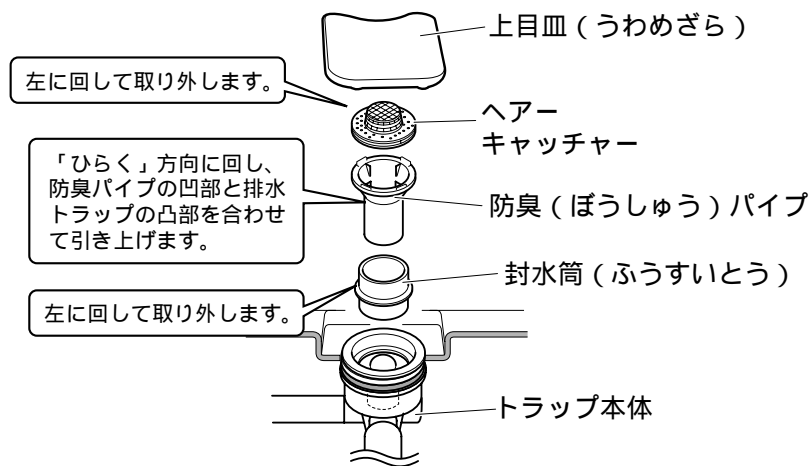 上目皿（うわめざら）
左に回して取り外します。
ヘアー
キャッチャー
「ひらく」方向に回し、
防臭パイプの凹部と排水
トラップの凸部を合わせ
て引き上げます。
防臭（ぼうしゅう）パイプ
封水筒（ふうすいとう）
左に回して取り外します。
トラップ本体